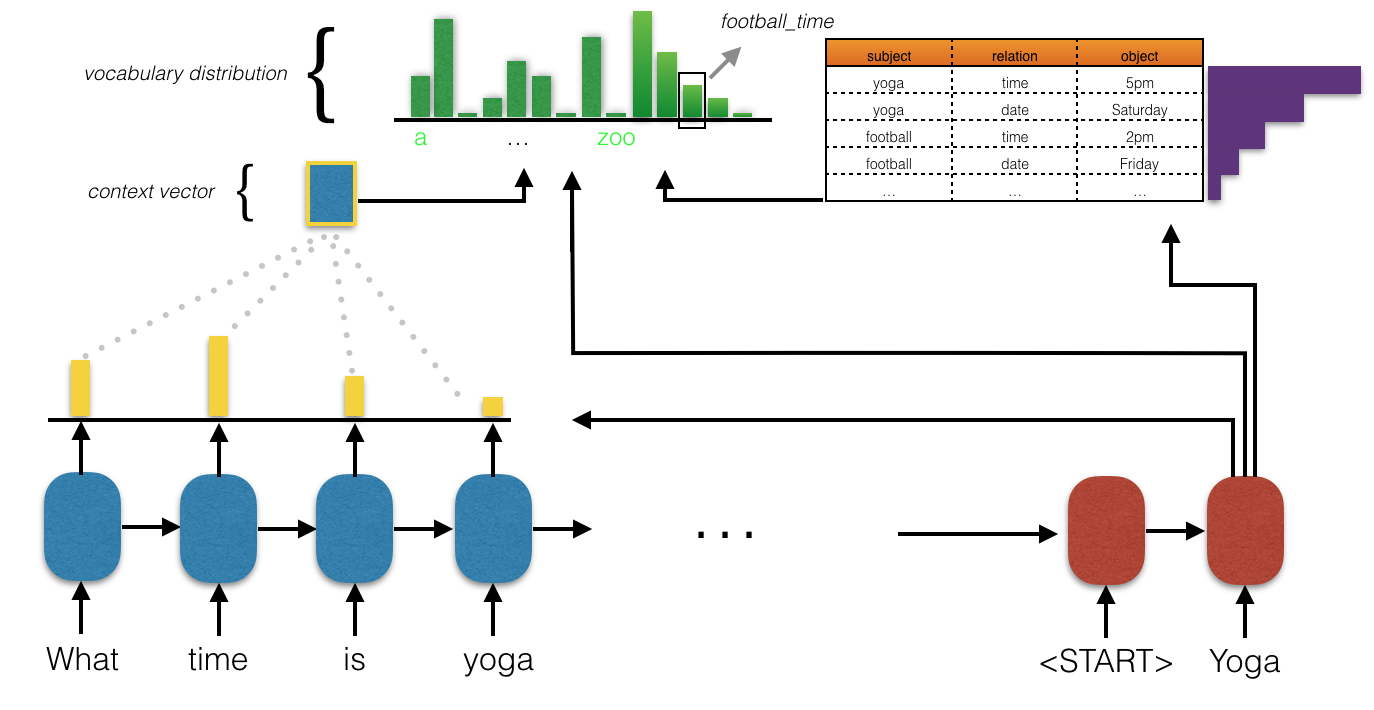 football_time
vocabulary distribution
{
a ... zoo
subject relation object
yoga time 5pm
yoga date Saturday
football time 2pm
football date Friday
... ... ...
context vector
{
...
What time is yoga <START> Yoga